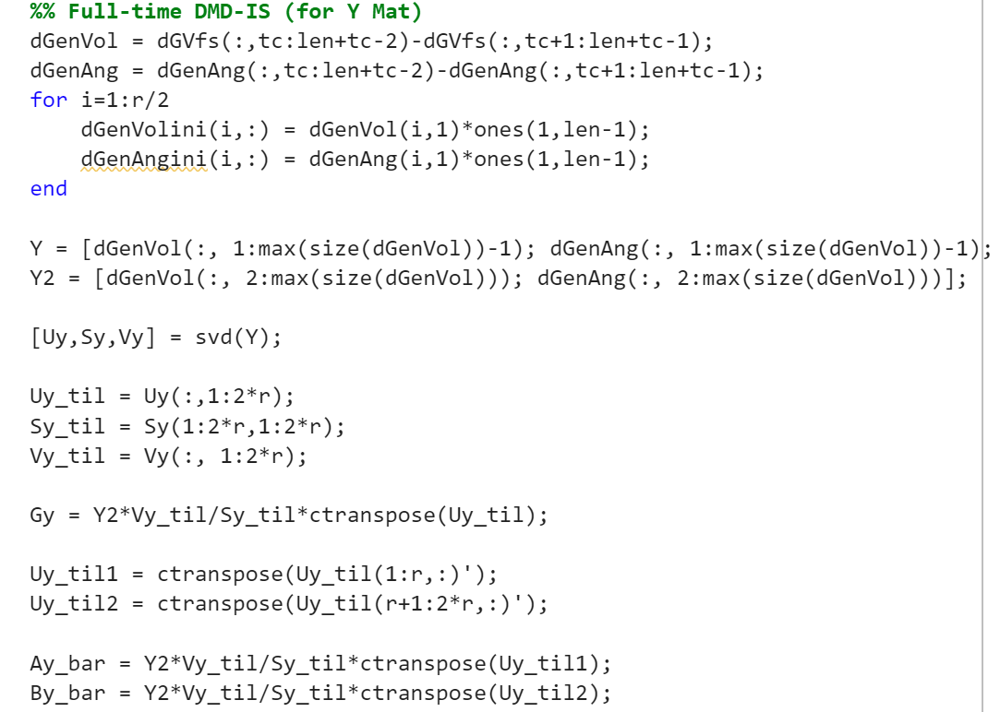 %% Full-time DMD-IS (for Y Mat)
dGenVol = dGVfs(:,tc:len+tc-2)-dGVfs(:,tc+1:len+tc-1);
dGenAng = dGenAng(:,tc:len+tc-2)-dGenAng(:,tc+1:len+tc-1);
for i=1:r/2
    dGenVolini(i,:) = dGenVol(i,1)*ones(1,len-1);
    dGenAngini(i,:) = dGenAng(i,1)*ones(1,len-1);
end
Y = [dGenVol(:, 1:max(size(dGenVol))-1); dGenAng(:, 1:max(size(dGenVol))-1);
Y2 = [dGenVol(:, 2:max(size(dGenVol))); dGenAng(:, 2:max(size(dGenVol)))];
[Uy,Sy,Vy] = svd(Y);
Uy_til = Uy(:,1:2*r);
Sy_til = Sy(1:2*r,1:2*r);
Vy_til = Vy(:, 1:2*r);
Gy = Y2*Vy_til/Sy_til*ctranspose(Uy_til);
Uy_til1 = ctranspose(Uy_til(1:r,:)');
Uy_til2 = ctranspose(Uy_til(r+1:2*r,:)');
Ay_bar = Y2*Vy_til/Sy_til*ctranspose(Uy_til1);
By_bar = Y2*Vy_til/Sy_til*ctranspose(Uy_til2);